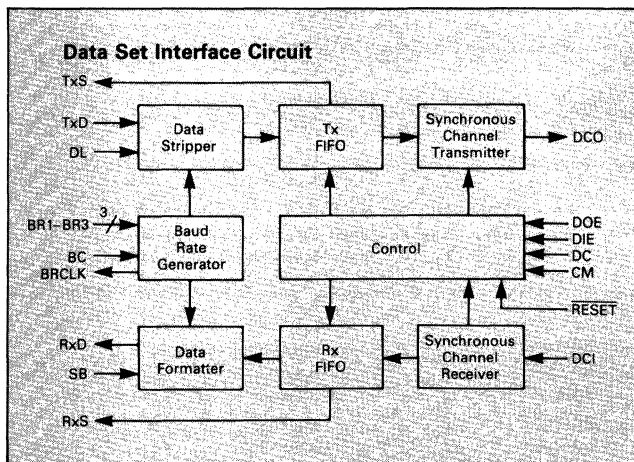 Data Set Interface Circuit
TxS
TxD
DL
Data
Stripper
Tx
FIFO
Synchronous
Channel
Transmitter
DCO
BR1–BR3
3
BC
BRCLK
Baud
Rate
Generator
Control
DOE
DIE
DC
CM
RESET
RxD
SB
Data
Formatter
Rx
FIFO
Synchronous
Channel
Receiver
DCI
RxS